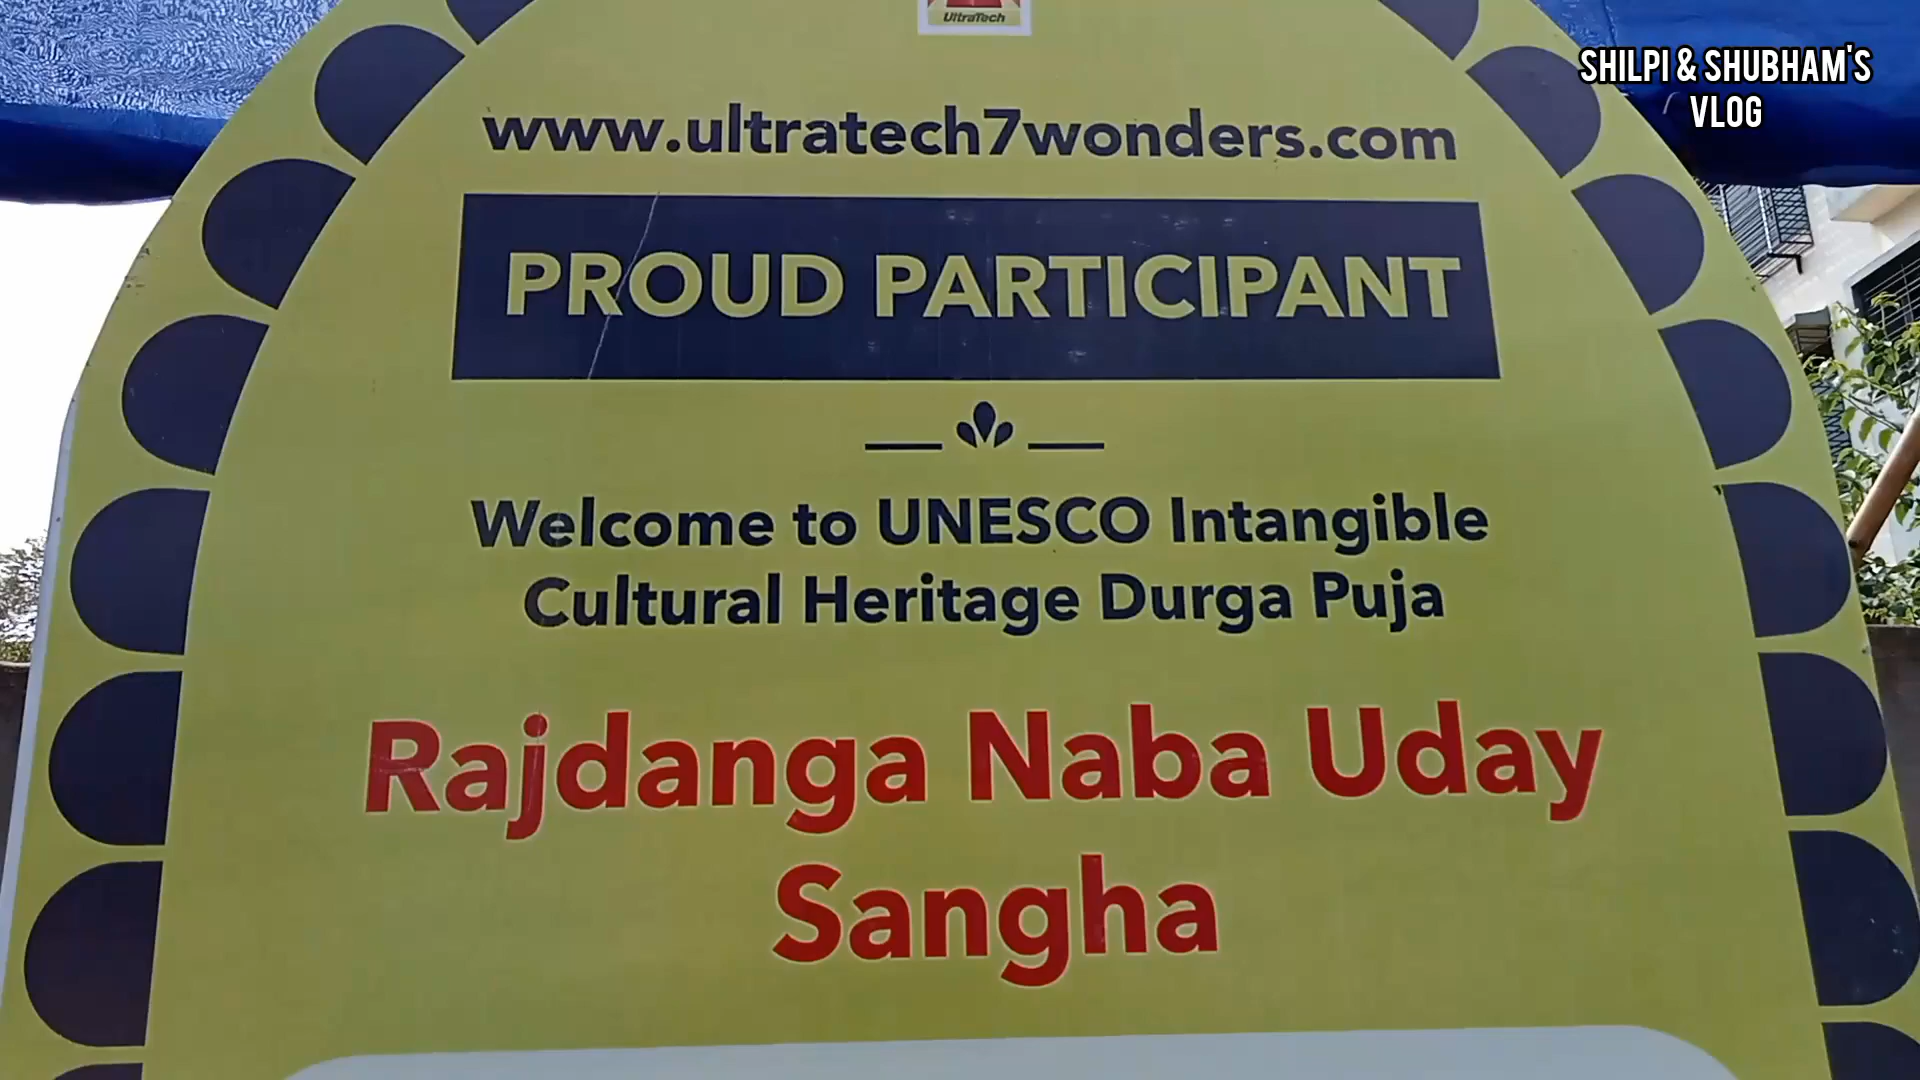 UltraTech
SHILPI & SHUBHAM'S
VLOG
www.ultratech7wonders.com
PROUD PARTICIPANT
Welcome to UNESCO Intangible
Cultural Heritage Durga Puja
Rajdanga Naba Uday
Sangha